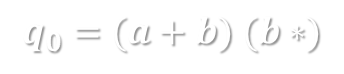 q₀ = (a + b) (b *)